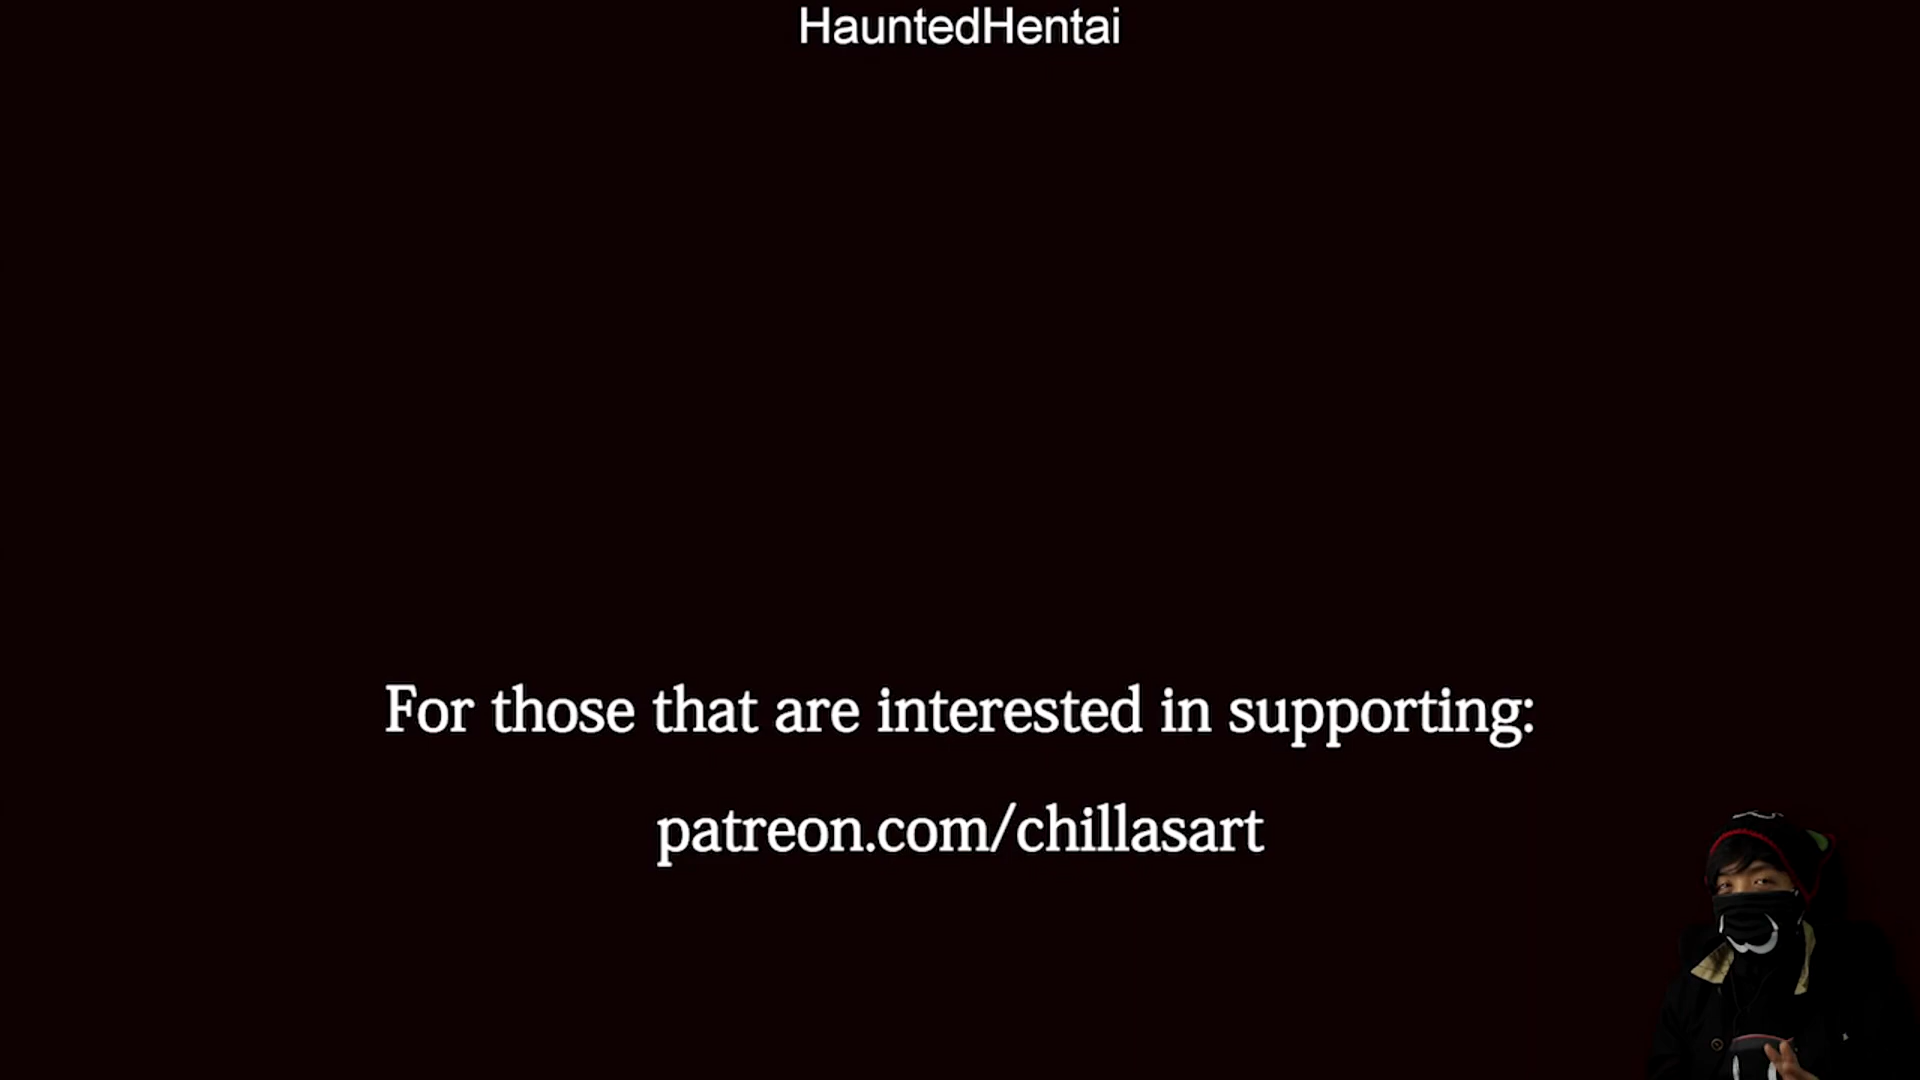 HauntedHentai
For those that are interested in supporting:
patreon.com/chillasart